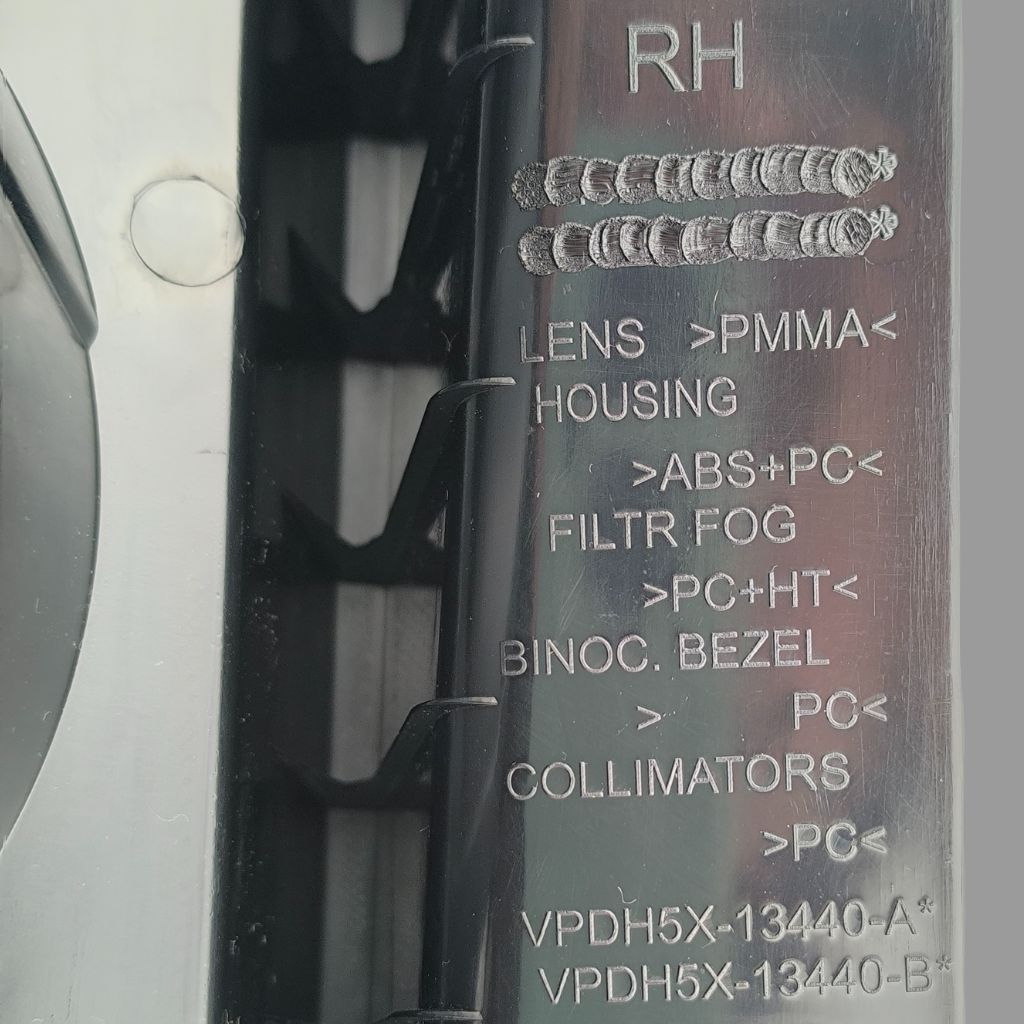 RH
LENS >PMMA<
HOUSING
>ABS+PC<
FILTR FOG
>PC+HT<
BINOC. BEZEL
> PC<
COLLIMATORS
>PC<
VPDH5X-13440-A*
VPDH5X-13440-B*